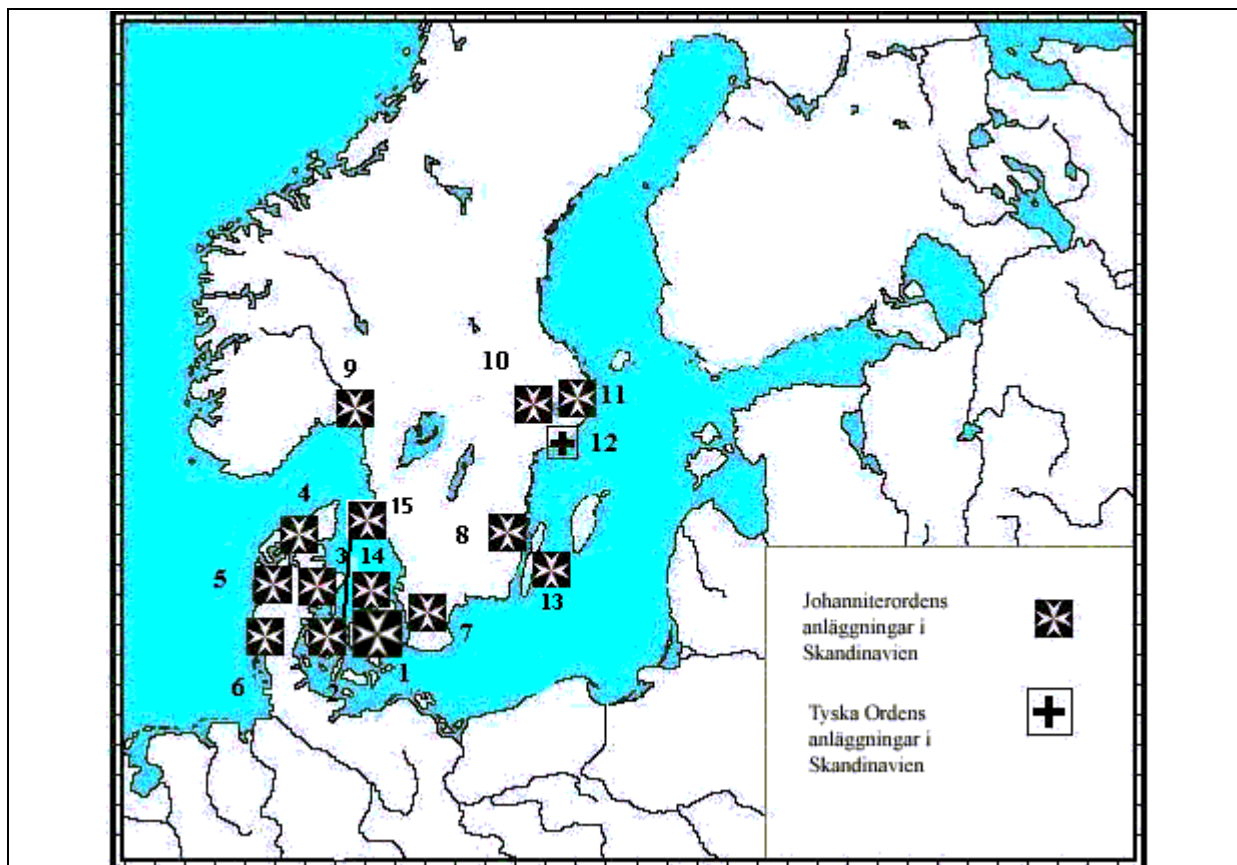 9
10
11
12
4
15
8
3
14
5
13
7
6
2
1
Johanniterordens
anläggningar i
Skandinavien
Tyska Ordens
anläggningar i
Skandinavien